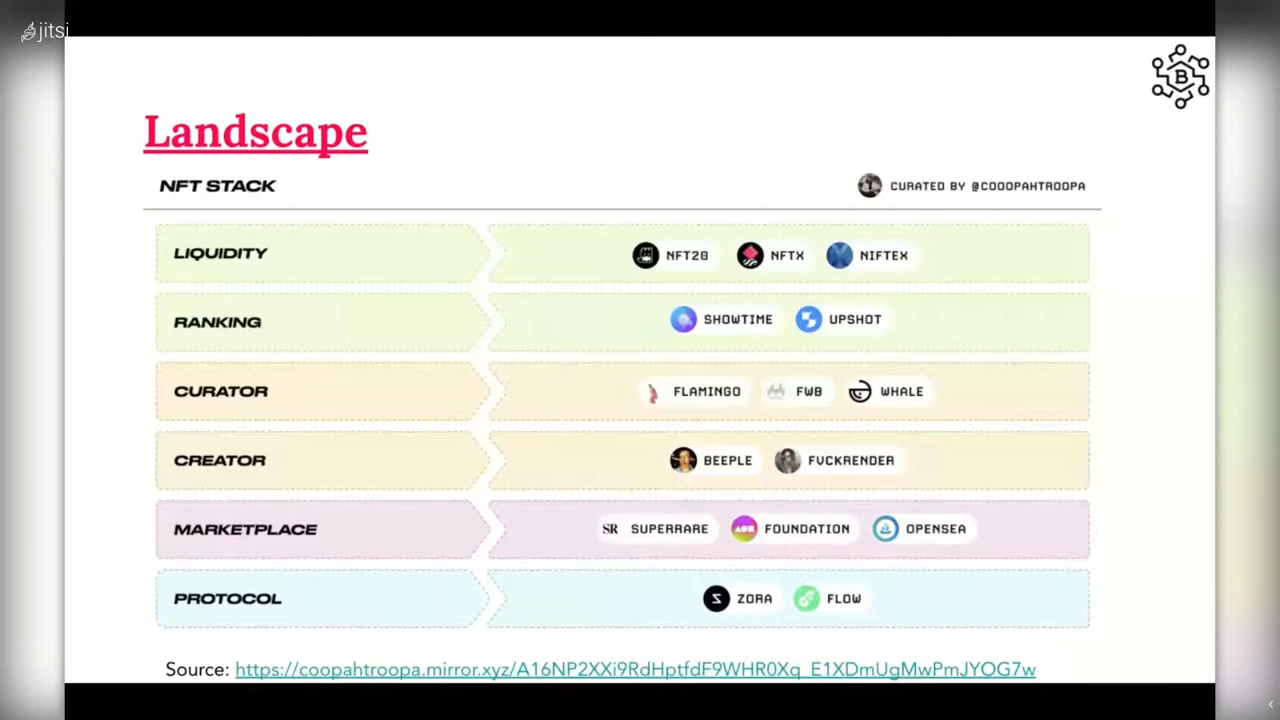 jitsi
B
Landscape
NFT STACK
CURATED BY @COOOPAHTROOPA
LIQUIDITY
NFT20 NFTX NIFTEX
RANKING
SHOWTIME UPSHOT
CURATOR
FLAMINGO FWB WHALE
CREATOR
BEEPLE FVCKRENDER
MARKETPLACE
SR SUPERRARE FOUNDATION OPENSEA
PROTOCOL
ZORA FLOW
Source: https://coopahtroopa.mirror.xyz/A16NP2XXi9RdHptfdF9WHR0Xq_E1XDmUgMwPmJYOG7w